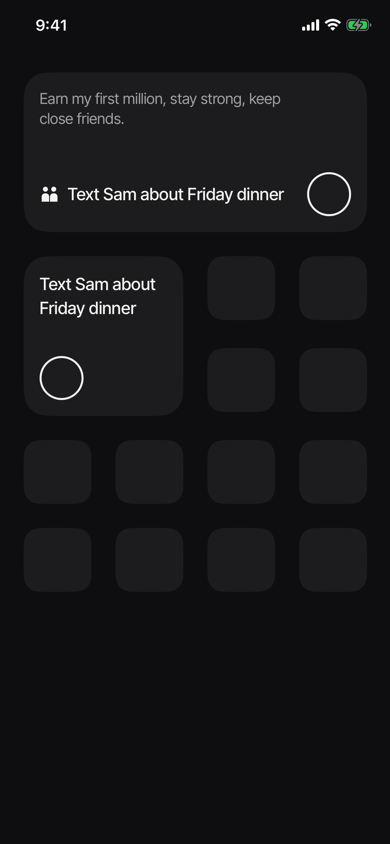 9:41
Earn my first million, stay strong, keep
close friends.
Text Sam about Friday dinner
Text Sam about
Friday dinner